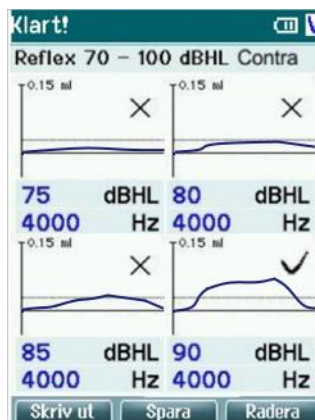 Klart!
Reflex 70 - 100 dBHL Contra
0.15 ml
0.15 ml
75 dBHL 80 dBHL
4000 Hz 4000 Hz
0.15 ml
0.15 ml
85 dBHL 90 dBHL
4000 Hz 4000 Hz
Skriv ut Spara Radera